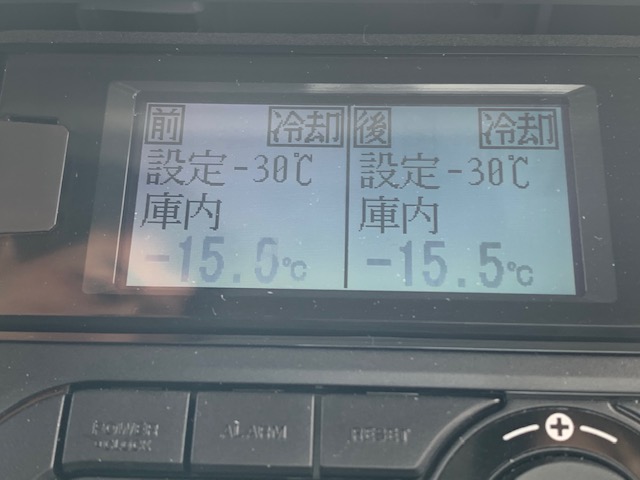 前 冷却
設定-30℃
庫内
-15.0℃
後 冷却
設定-30℃
庫内
-15.5℃
POWER
ALARM
RESET
+